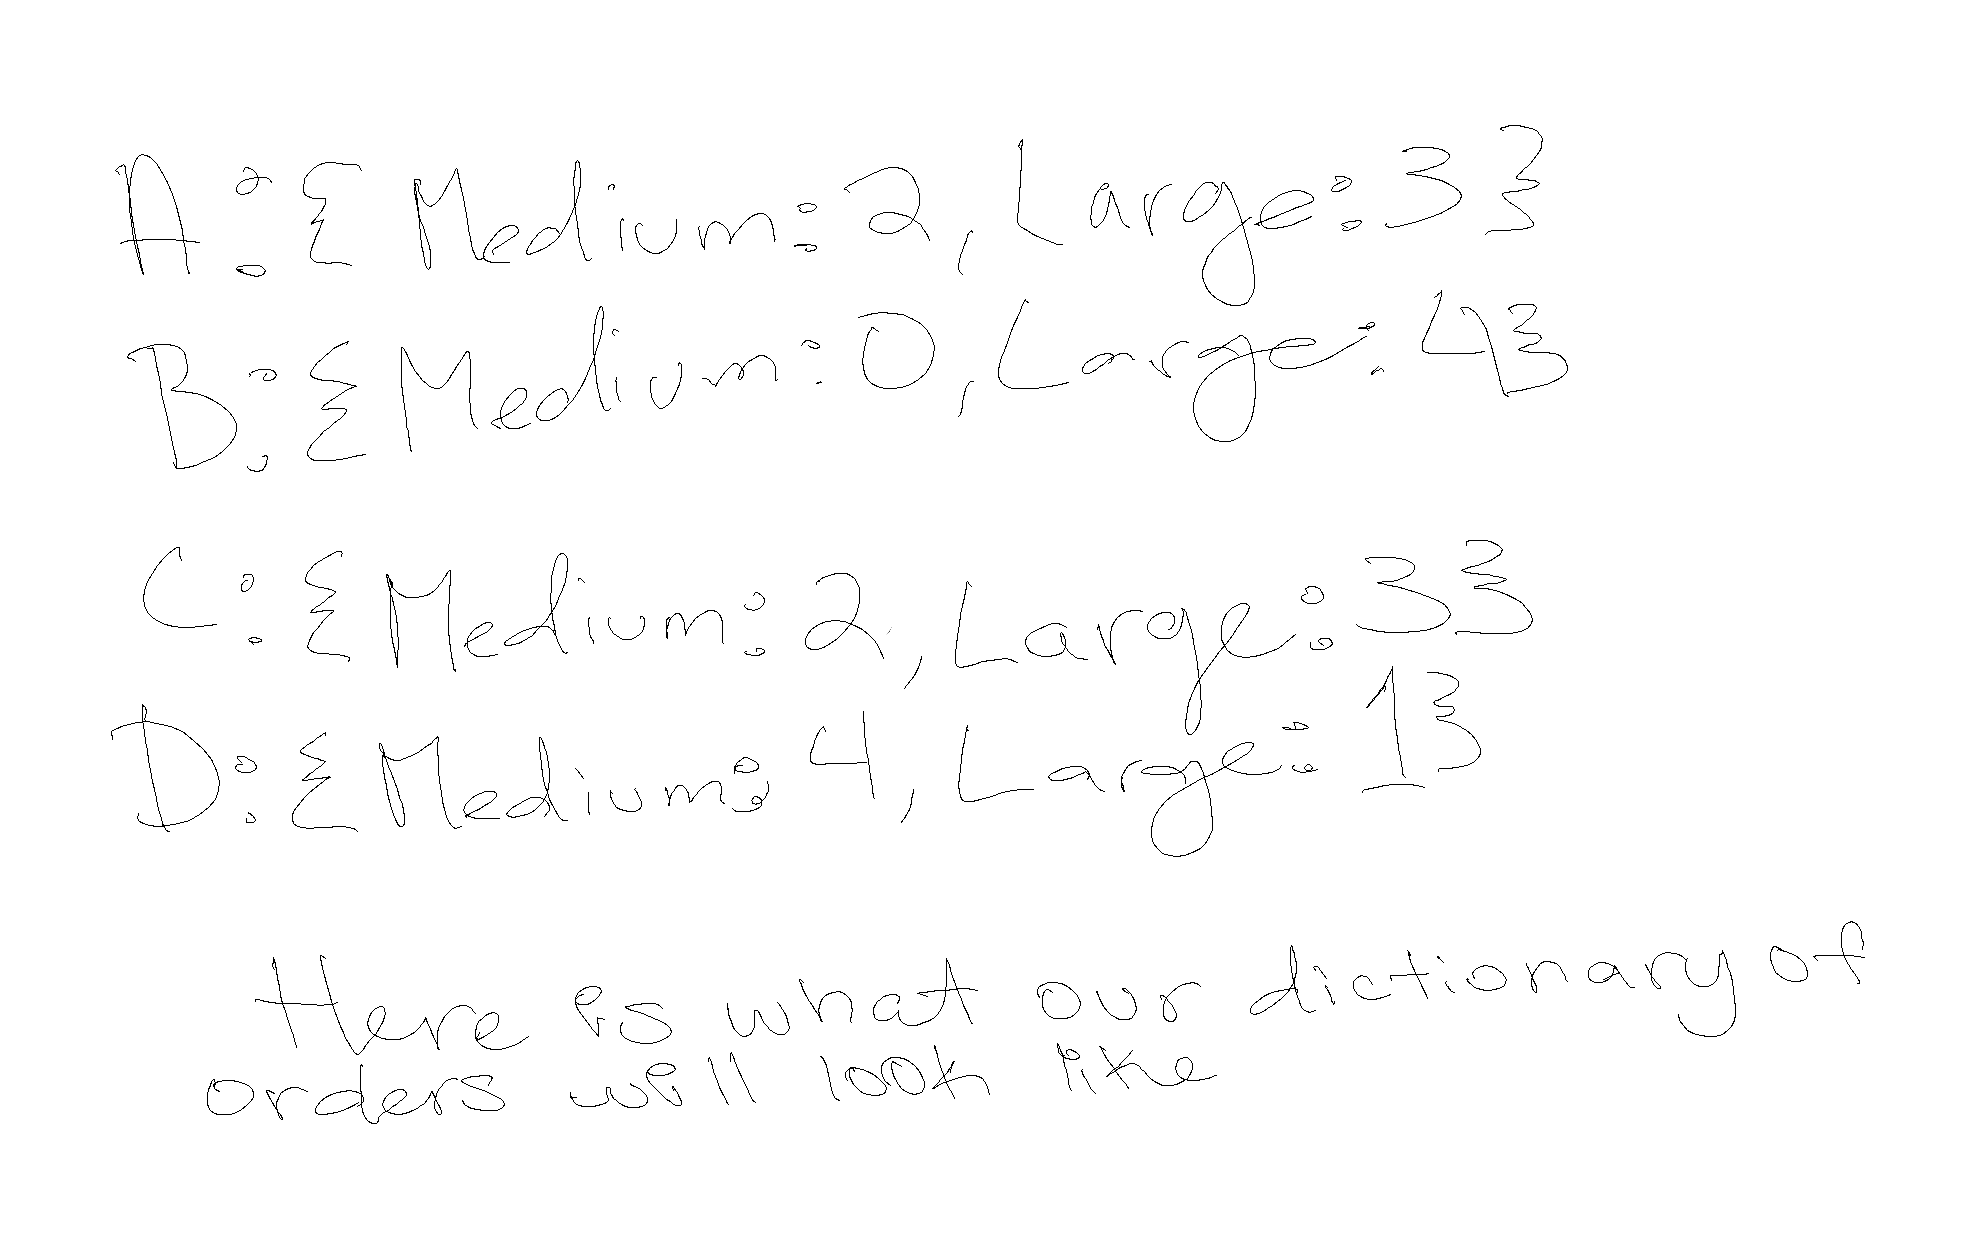 A:{Medium:2, Large:3}
B:{Medium:0, Large:4}
C:{Medium:2, Large:3}
D:{Medium:4, Large:1}
Here is what our dictionary of
orders will look like